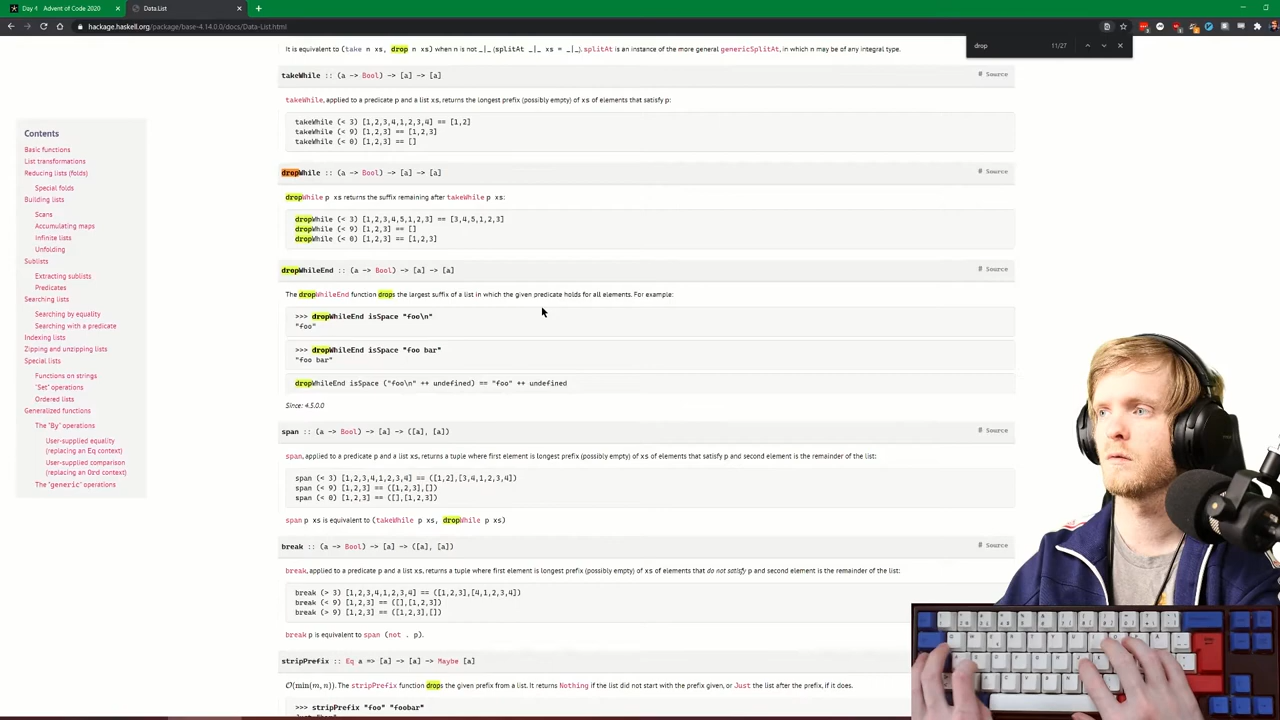 Day 4 Advent of Code 2020
Data.List
hackage.haskell.org/package/base-4.14.0.0/docs/Data-List.html
drop
11/27
It is equivalent to (take n xs, drop n xs) when n is not _|_ (splitAt _|_ xs = _|_). splitAt is an instance of the more general genericSplitAt, in which n may be of any integral type.
takeWhile :: (a -> Bool) -> [a] -> [a]
# Source
takeWhile, applied to a predicate p and a list xs, returns the longest prefix (possibly empty) of xs of elements that satisfy p:
takeWhile (< 3) [1,2,3,4,1,2,3,4] == [1,2]
takeWhile (< 9) [1,2,3] == [1,2,3]
takeWhile (< 0) [1,2,3] == []
dropWhile :: (a -> Bool) -> [a] -> [a]
# Source
dropWhile p xs returns the suffix remaining after takeWhile p xs:
dropWhile (< 3) [1,2,3,4,5,1,2,3] == [3,4,5,1,2,3]
dropWhile (< 9) [1,2,3] == []
dropWhile (< 0) [1,2,3] == [1,2,3]
dropWhileEnd :: (a -> Bool) -> [a] -> [a]
# Source
The dropWhileEnd function drops the largest suffix of a list in which the given predicate holds for all elements. For example:
>>> dropWhileEnd isSpace "foo\n"
"foo"
>>> dropWhileEnd isSpace "foo bar"
"foo bar"
dropWhileEnd isSpace ("foo\n" ++ undefined) == "foo" ++ undefined
Since: 4.5.0.0
span :: (a -> Bool) -> [a] -> ([a], [a])
# Source
span, applied to a predicate p and a list xs, returns a tuple where first element is longest prefix (possibly empty) of xs of elements that satisfy p and second element is the remainder of the list:
span (< 3) [1,2,3,4,1,2,3,4] == ([1,2],[3,4,1,2,3,4])
span (< 9) [1,2,3] == ([1,2,3],[])
span (< 0) [1,2,3] == ([],[1,2,3])
span p xs is equivalent to (takeWhile p xs, dropWhile p xs)
break :: (a -> Bool) -> [a] -> ([a], [a])
# Source
break, applied to a predicate p and a list xs, returns a tuple where first element is longest prefix (possibly empty) of xs of elements that do not satisfy p and second element is the remainder of the list:
break (> 3) [1,2,3,4,1,2,3,4] == ([1,2,3],[4,1,2,3,4])
break (< 9) [1,2,3] == ([],[1,2,3])
break (> 9) [1,2,3] == ([1,2,3],[])
break p is equivalent to span (not . p).
stripPrefix :: Eq a => [a] -> [a] -> Maybe [a]
O(min(m, n)). The stripPrefix function drops the given prefix from a list. It returns Nothing if the list did not start with the prefix given, or Just the list after the prefix, if it does.
>>> stripPrefix "foo" "foobar"
Contents
Basic functions
List transformations
Reducing lists (folds)
Special folds
Building lists
Scans
Accumulating maps
Infinite lists
Unfolding
Sublists
Extracting sublists
Predicates
Searching lists
Searching by equality
Searching with a predicate
Indexing lists
Zipping and unzipping lists
Special lists
Functions on strings
"Set" operations
Ordered lists
Generalized functions
The "By" operations
User-supplied equality
(replacing an Eq context)
User-supplied comparison
(replacing an Ord context)
The "generic" operations